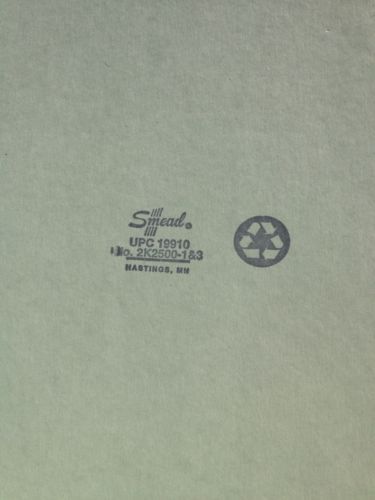 Smead
UPC 19910
No. 2K2500-1&3
HASTINGS, MN